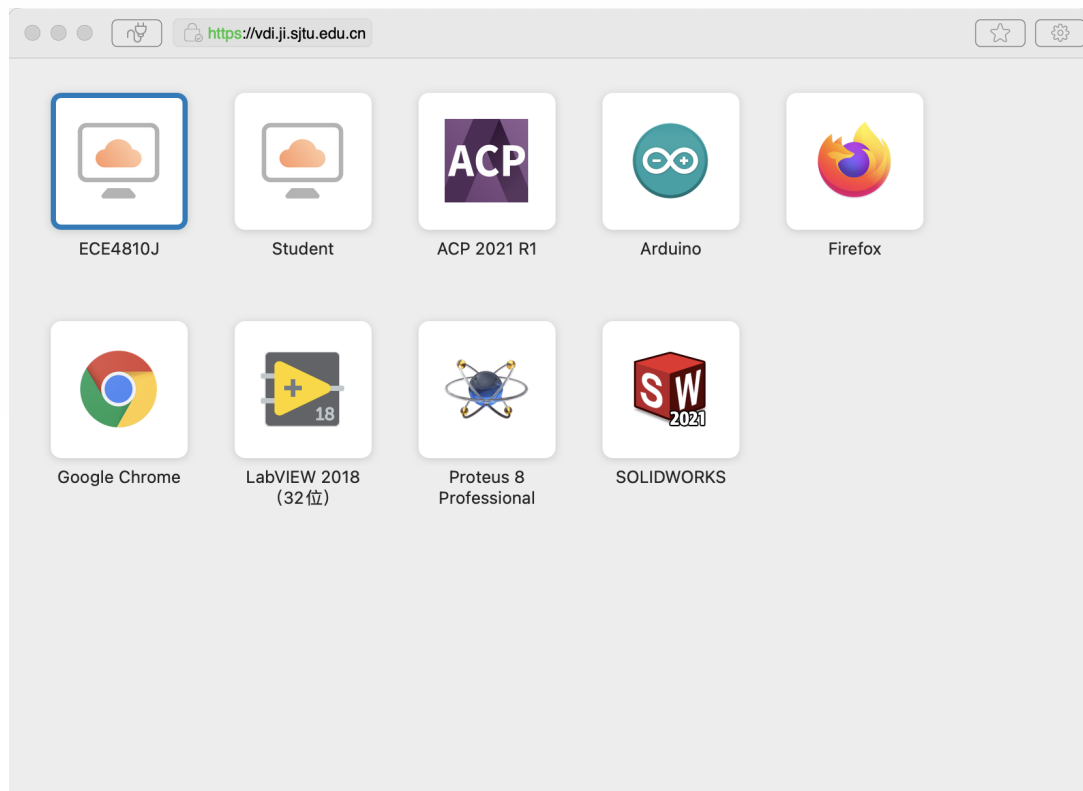 https://vdi.ji.sjtu.edu.cn
ACP
ECE4810J
Student
ACP 2021 R1
Arduino
Firefox
18
SW
2021
Google Chrome
LabVIEW 2018
(32位)
Proteus 8
Professional
SOLIDWORKS